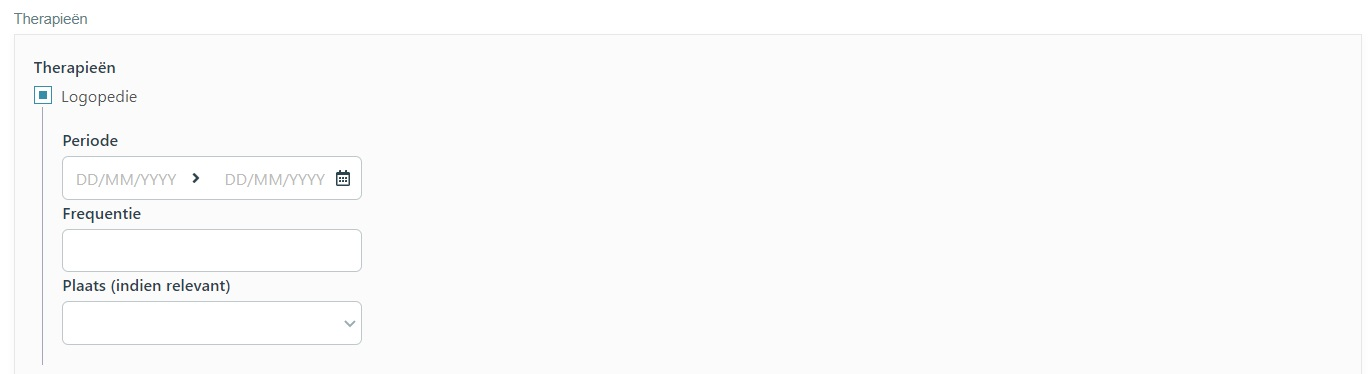 Therapieën
Therapieën
Logopedie
Periode
DD/MM/YYYY DD/MM/YYYY
Frequentie
Plaats (indien relevant)